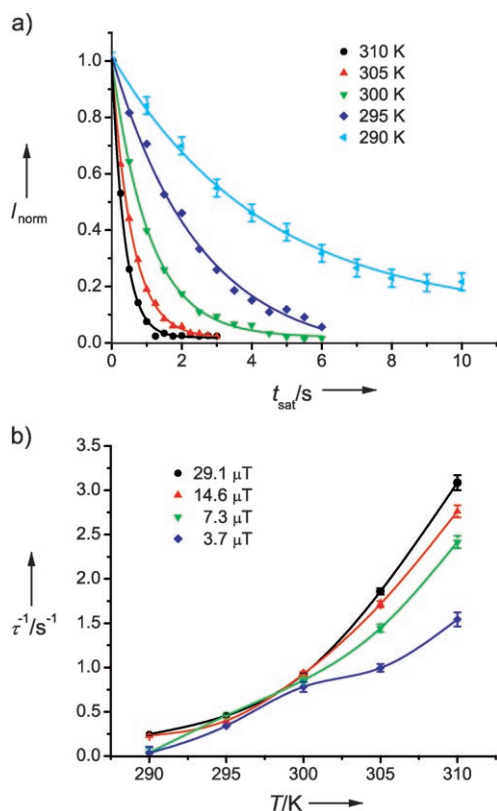 a)
310 K
305 K
300 K
295 K
290 K
1.0
0.8
0.6
0.4
0.2
0.0
I norm
0 2 4 6 8 10
t sat/s
b)
29.1 μT
14.6 μT
7.3 μT
3.7 μT
3.5
3.0
2.5
2.0
1.5
1.0
0.5
0.0
τ⁻¹/s⁻¹
290 295 300 305 310
T/K